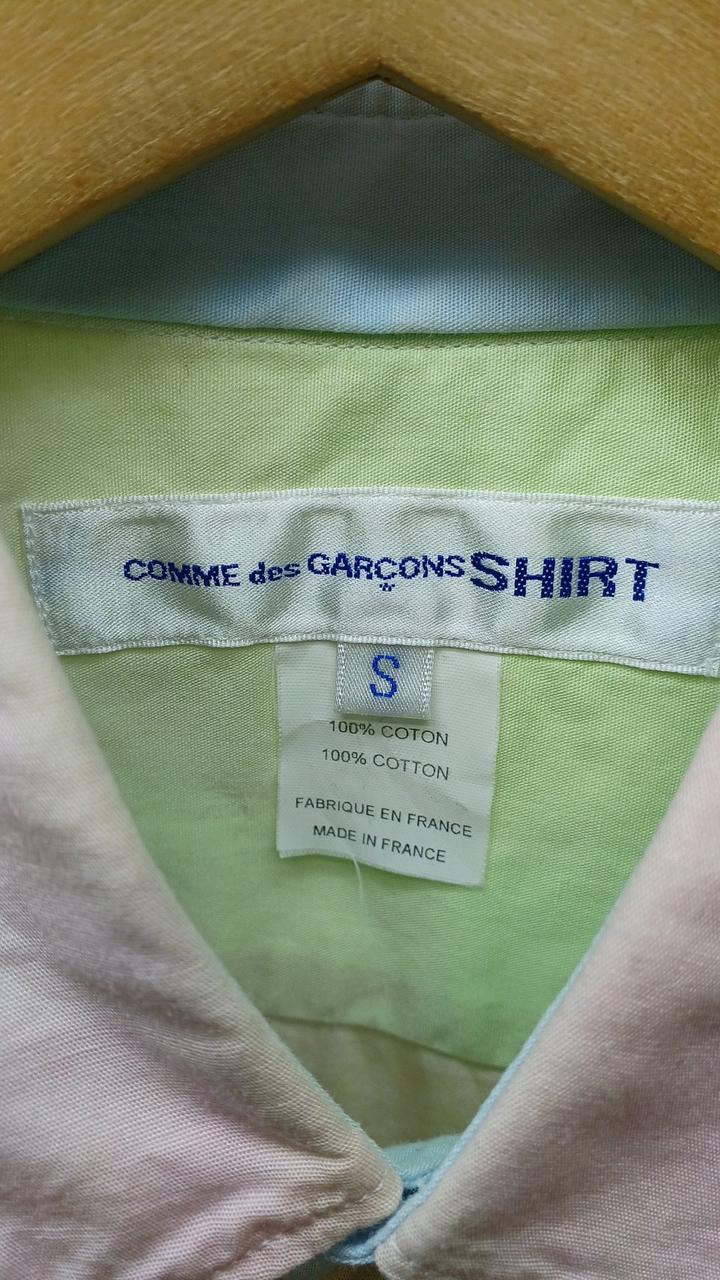 COMME des GARÇONS SHIRT
S
100% COTON
100% COTTON
FABRIQUE EN FRANCE
MADE IN FRANCE